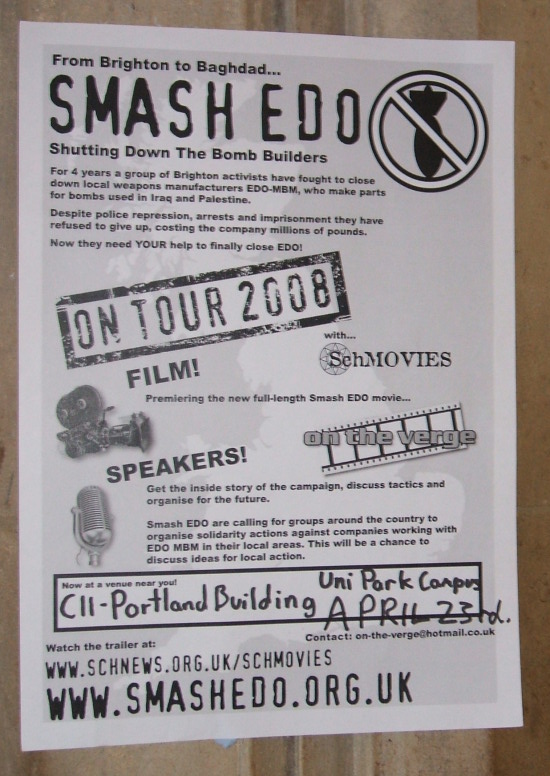 From Brighton to Baghdad...
SMASH EDO
Shutting Down The Bomb Builders
For 4 years a group of Brighton activists have fought to close
down local weapons manufacturers EDO-MBM, who make parts
for bombs used in Iraq and Palestine.
Despite police repression, arrests and imprisonment they have
refused to give up, costing the company millions of pounds.
Now they need YOUR help to finally close EDO!
ON TOUR 2008
with...
SchMOVIES
FILM!
Premiering the new full-length Smash EDO movie...
on the verge
SPEAKERS!
Get the inside story of the campaign, discuss tactics and
organise for the future.
Smash EDO are calling for groups around the country to
organise solidarity actions against companies working with
EDO MBM in their local areas. This will be a chance to
discuss ideas for local action.
Now at a venue near you!
C11-Portland Building Uni Park Campus
APRIL 23rd.
Contact: on-the-verge@hotmail.co.uk
Watch the trailer at:
WWW.SCHNEWS.ORG.UK/SCHMOVIES
WWW.SMASHEDO.ORG.UK